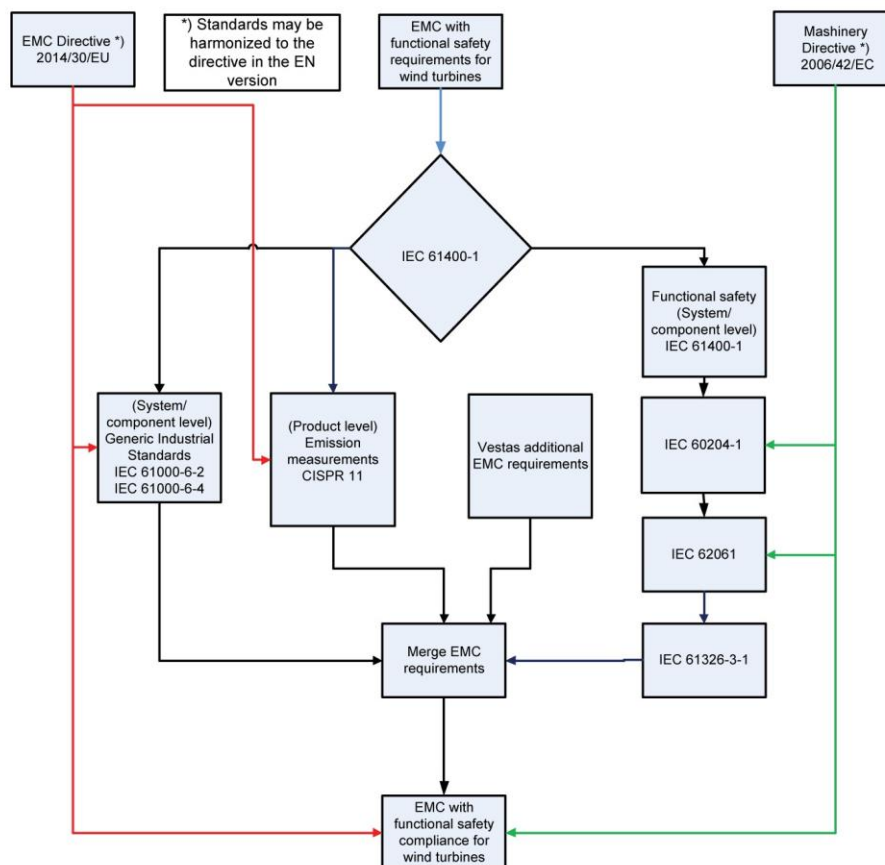 EMC Directive *)
2014/30/EU
*) Standards may be
harmonized to the
directive in the EN
version
EMC with
functional safety
requirements for
wind turbines
Mashinery
Directive *)
2006/42/EC
IEC 61400-1
Functional safety
(System/
component level)
IEC 61400-1
(System/
component level)
Generic Industrial
Standards
IEC 61000-6-2
IEC 61000-6-4
(Product level)
Emission
measurements
CISPR 11
Vestas additional
EMC requirements
IEC 60204-1
IEC 62061
Merge EMC
requirements
IEC 61326-3-1
EMC with
functional safety
compliance for
wind turbines